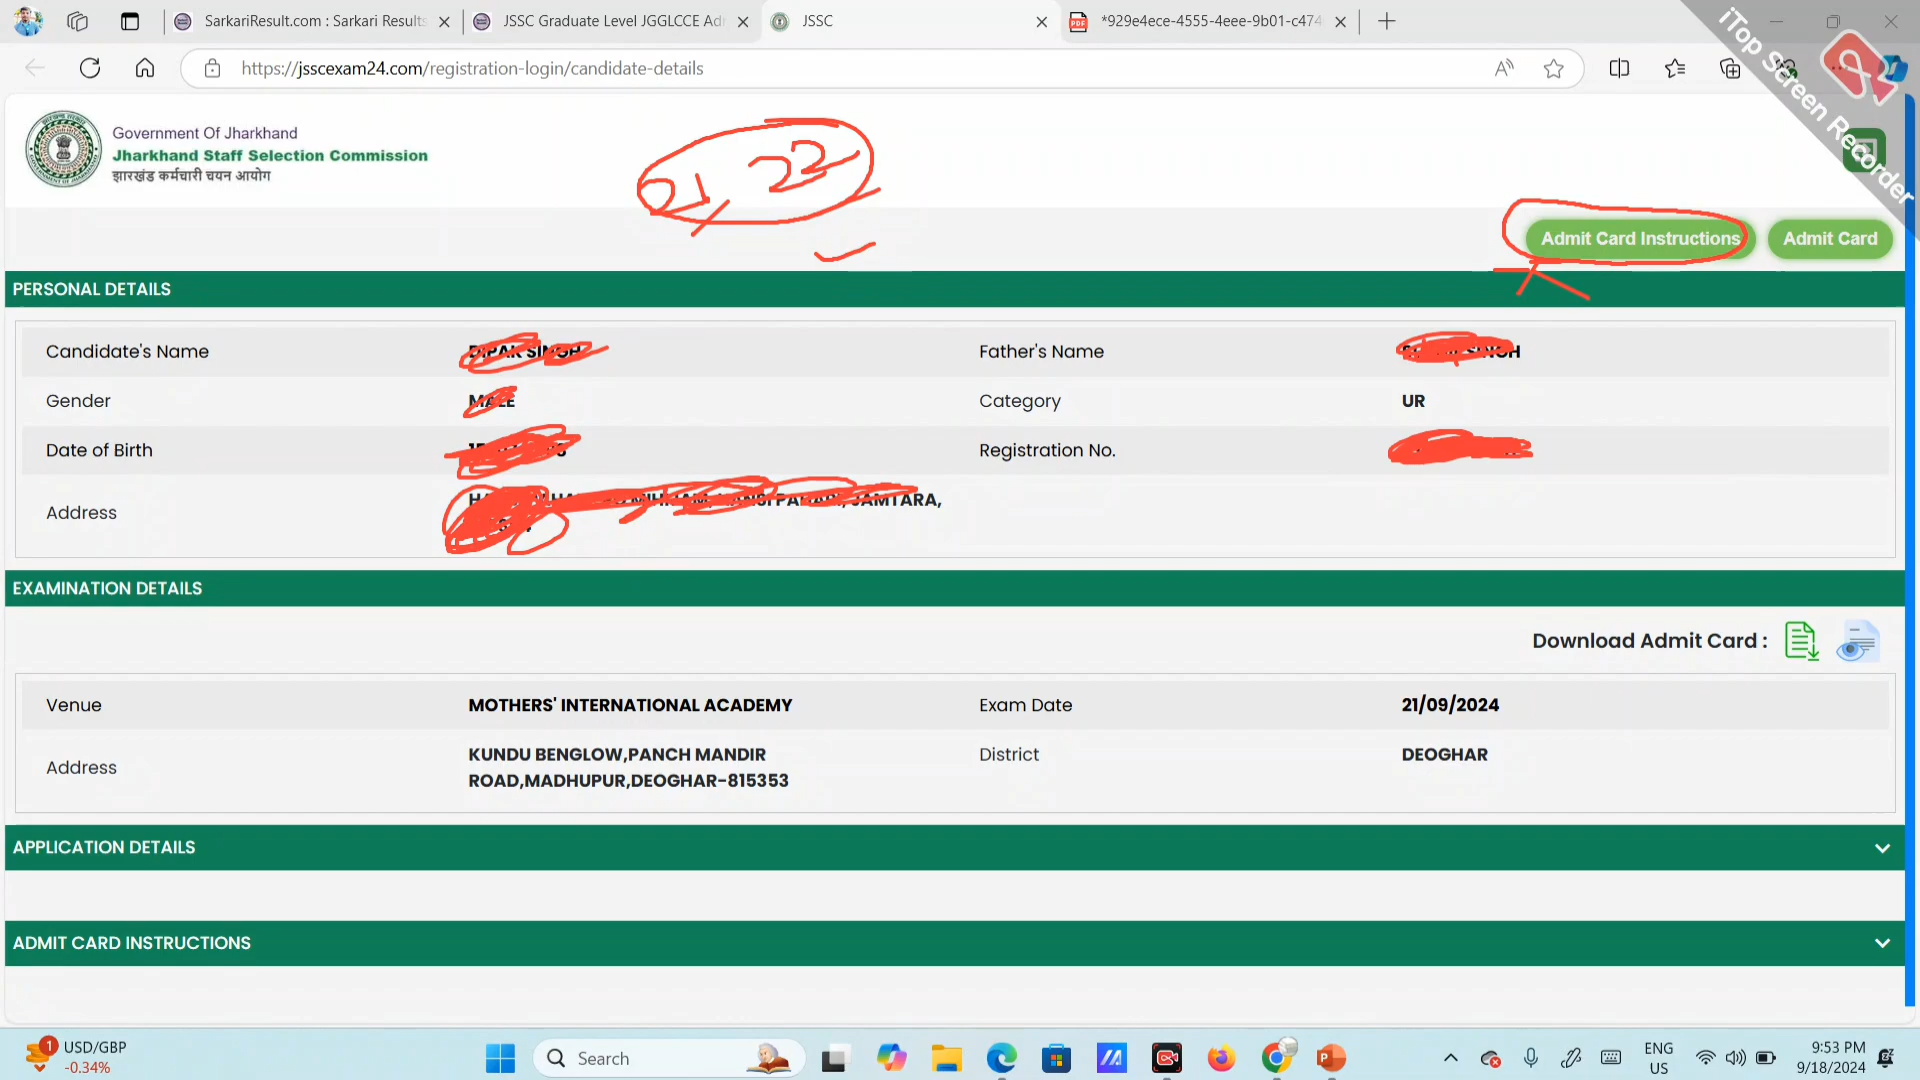 SarkariResult.com : Sarkari Results
JSSC Graduate Level JGGLCCE Ad
JSSC
*929e4ece-4555-4eee-9b01-c474
https://jsscexam24.com/registration-login/candidate-details
iTop Screen Recorder
Government Of Jharkhand
Jharkhand Staff Selection Commission
झारखंड कर्मचारी चयन आयोग
21, 22
Admit Card Instructions Admit Card
PERSONAL DETAILS
Candidate's Name Father's Name
Gender Category UR
Date of Birth Registration No.
Address JAMTARA,
EXAMINATION DETAILS
Download Admit Card :
Venue MOTHERS' INTERNATIONAL ACADEMY Exam Date 21/09/2024
Address KUNDU BENGLOW,PANCH MANDIR ROAD,MADHUPUR,DEOGHAR-815353 District DEOGHAR
APPLICATION DETAILS
ADMIT CARD INSTRUCTIONS
1 USD/GBP
-0.34%
Search
ENG
US
9:53 PM
9/18/2024